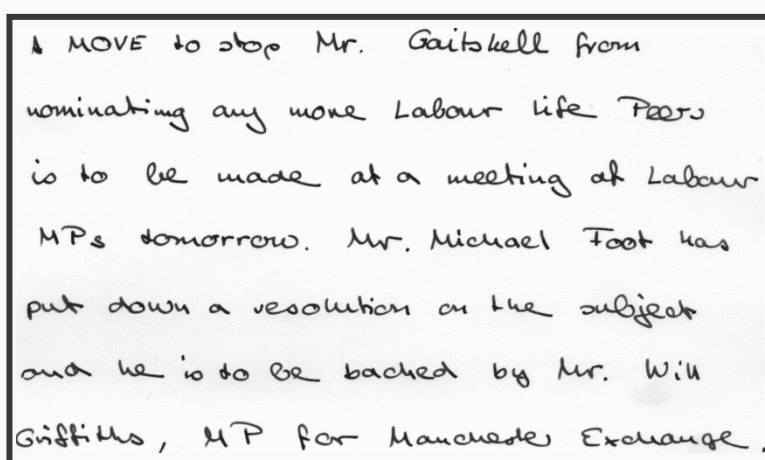 A MOVE to stop Mr. Gaitskell from
nominating any more Labour life Peers
is to be made at a meeting of Labour
MPs tomorrow. Mr. Michael Foot has
put down a resolution on the subject
and he is to be backed by Mr. Will
Griffiths, MP for Manchester Exchange.